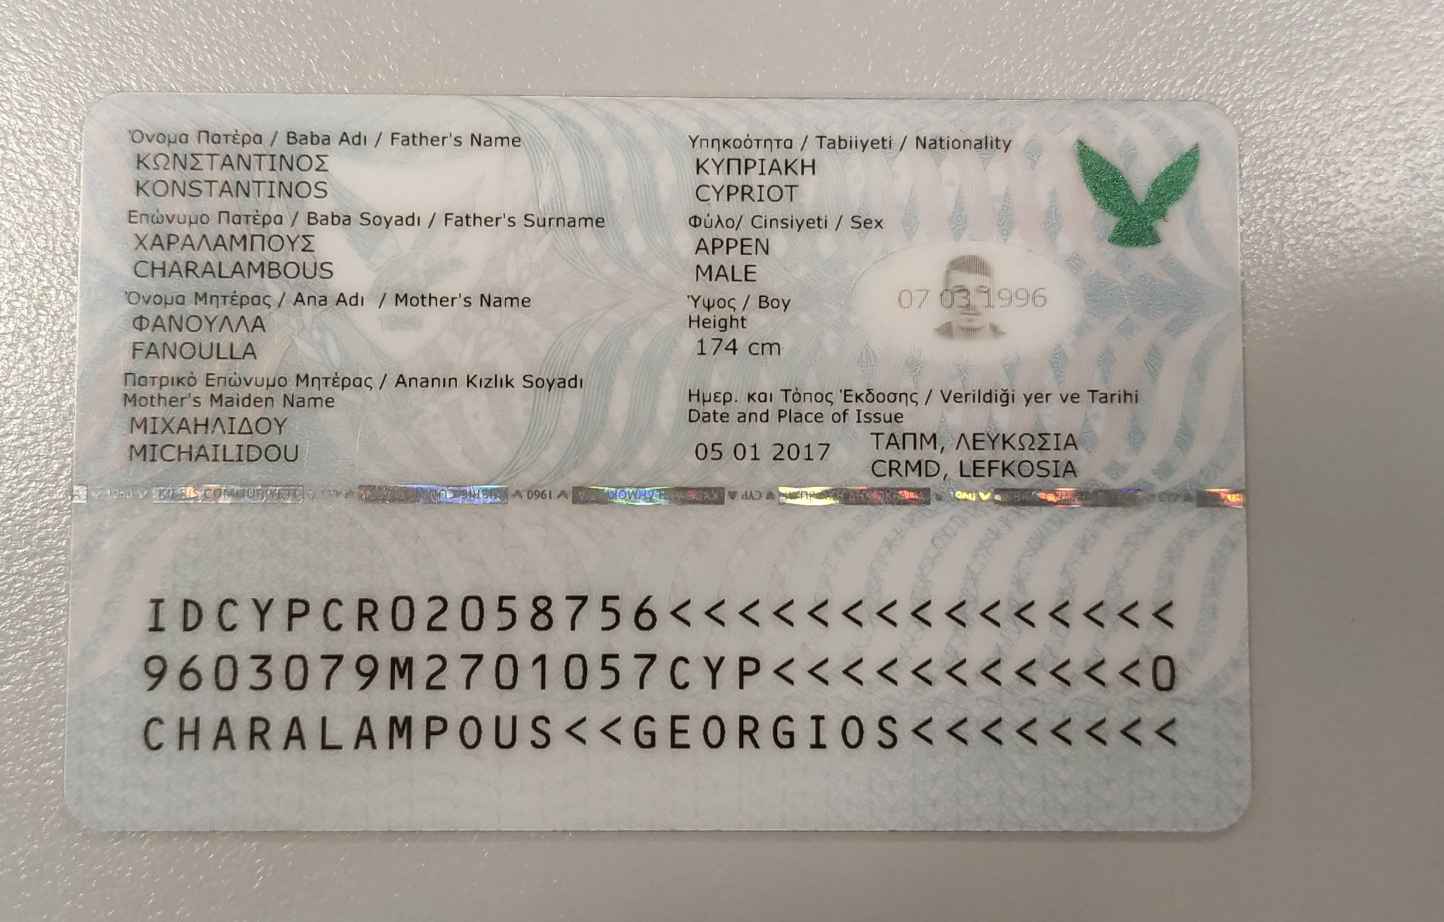 Όνομα Πατέρα / Baba Adı / Father's Name
ΚΩΝΣΤΑΝΤΙΝΟΣ
KONSTANTINOS
Επώνυμο Πατέρα / Baba Soyadı / Father's Surname
ΧΑΡΑΛΑΜΠΟΥΣ
CHARALAMBOUS
Όνομα Μητέρας / Ana Adı / Mother's Name
ΦΑΝΟΥΛΛΑ
FANOULLA
Πατρικό Επώνυμο Μητέρας / Ananın Kızlık Soyadı
Mother's Maiden Name
ΜΙΧΑΗΛΙΔΟΥ
MICHAILIDOU
Υπηκοότητα / Tabiiyeti / Nationality
ΚΥΠΡΙΑΚΗ
CYPRIOT
Φύλο/ Cinsiyeti / Sex
ΑΡΡΕΝ
MALE
Ύψος / Boy
Height
174 cm
07 03 1996
Ημερ. και Τόπος Έκδοσης / Verildiği yer ve Tarihi
Date and Place of Issue
05 01 2017
ΤΑΠΜ, ΛΕΥΚΩΣΙΑ
CRMD, LEFKOSIA
IDCYPCR02058756<<<<<<<<<<<<<<<
9603079M2701057CYP<<<<<<<<<<<0
CHARALAMPOUS<<GEORGIOS<<<<<<<<